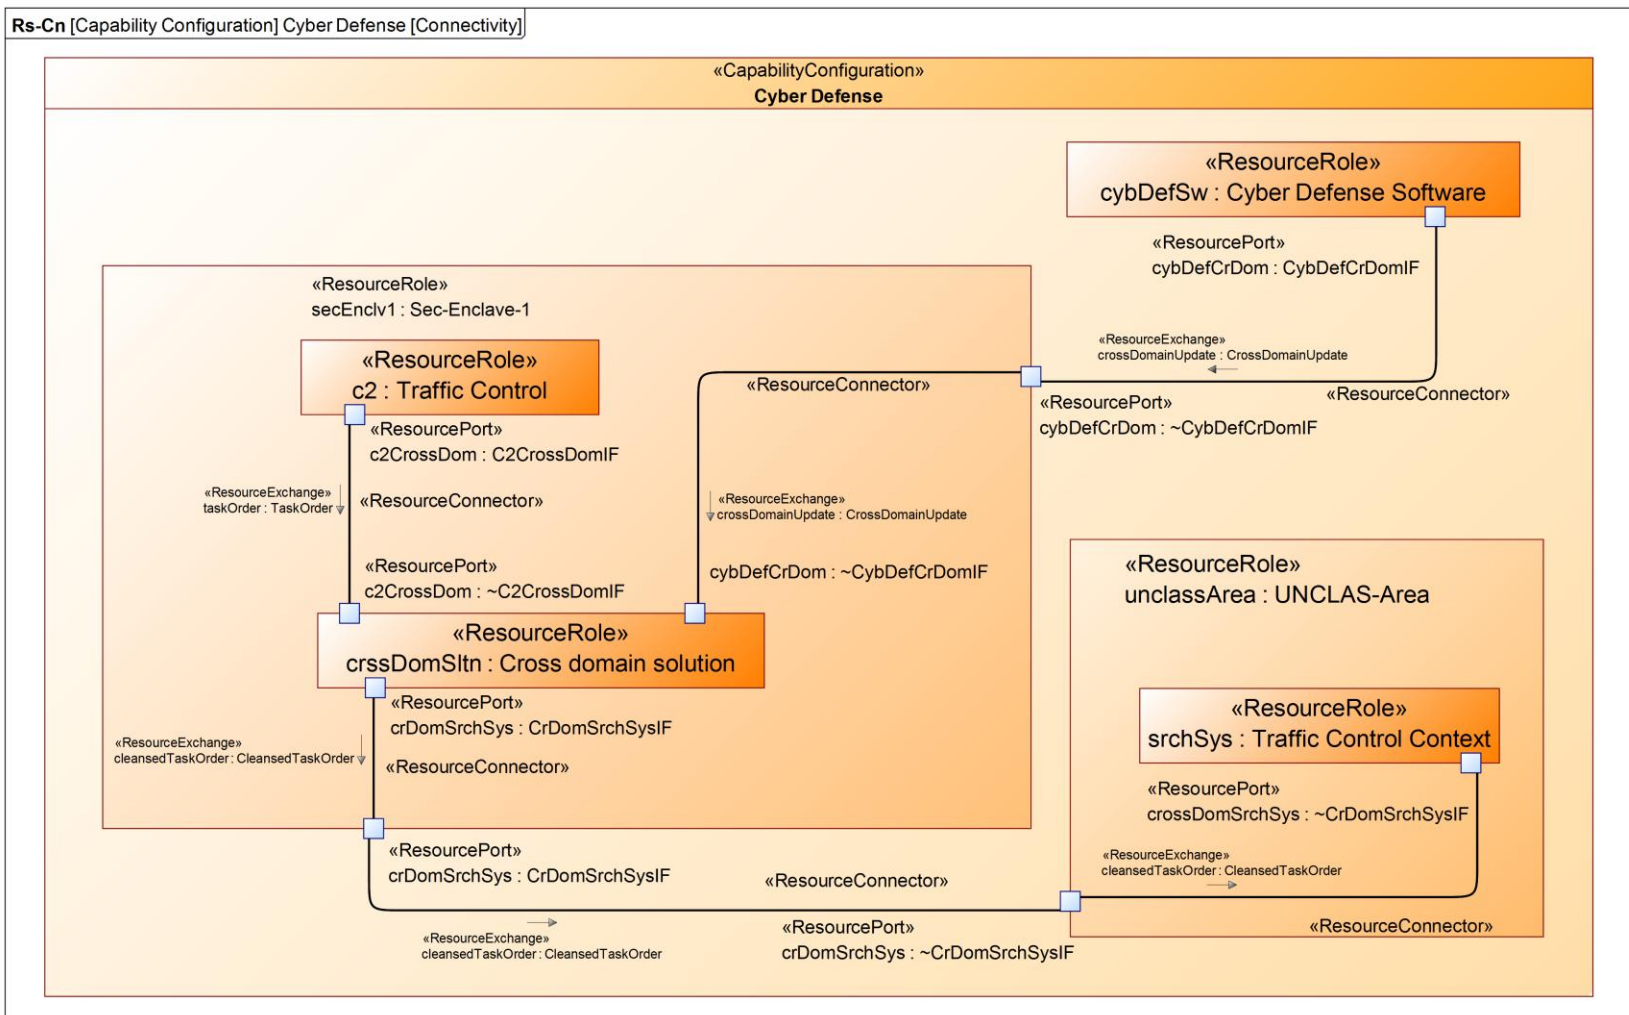 Rs-Cn [Capability Configuration] Cyber Defense [Connectivity]
«CapabilityConfiguration»
Cyber Defense
«ResourceRole»
cybDefSw : Cyber Defense Software
«ResourcePort»
cybDefCrDom : CybDefCrDomIF
«ResourceExchange»
crossDomainUpdate : CrossDomainUpdate
«ResourceConnector»
«ResourcePort»
cybDefCrDom : ~CybDefCrDomIF
«ResourceRole»
secEnclv1 : Sec-Enclave-1
«ResourceRole»
c2 : Traffic Control
«ResourcePort»
c2CrossDom : C2CrossDomIF
«ResourceConnector»
«ResourceExchange»
taskOrder : TaskOrder
«ResourceConnector»
«ResourceExchange»
crossDomainUpdate : CrossDomainUpdate
«ResourcePort»
c2CrossDom : ~C2CrossDomIF
cybDefCrDom : ~CybDefCrDomIF
«ResourceRole»
crssDomSltn : Cross domain solution
«ResourcePort»
crDomSrchSys : CrDomSrchSysIF
«ResourceExchange»
cleansedTaskOrder : CleansedTaskOrder
«ResourceConnector»
«ResourcePort»
crDomSrchSys : CrDomSrchSysIF
«ResourceConnector»
«ResourceExchange»
cleansedTaskOrder : CleansedTaskOrder
«ResourcePort»
crDomSrchSys : ~CrDomSrchSysIF
«ResourceRole»
unclassArea : UNCLAS-Area
«ResourceRole»
srchSys : Traffic Control Context
«ResourcePort»
crossDomSrchSys : ~CrDomSrchSysIF
«ResourceExchange»
cleansedTaskOrder : CleansedTaskOrder
«ResourceConnector»